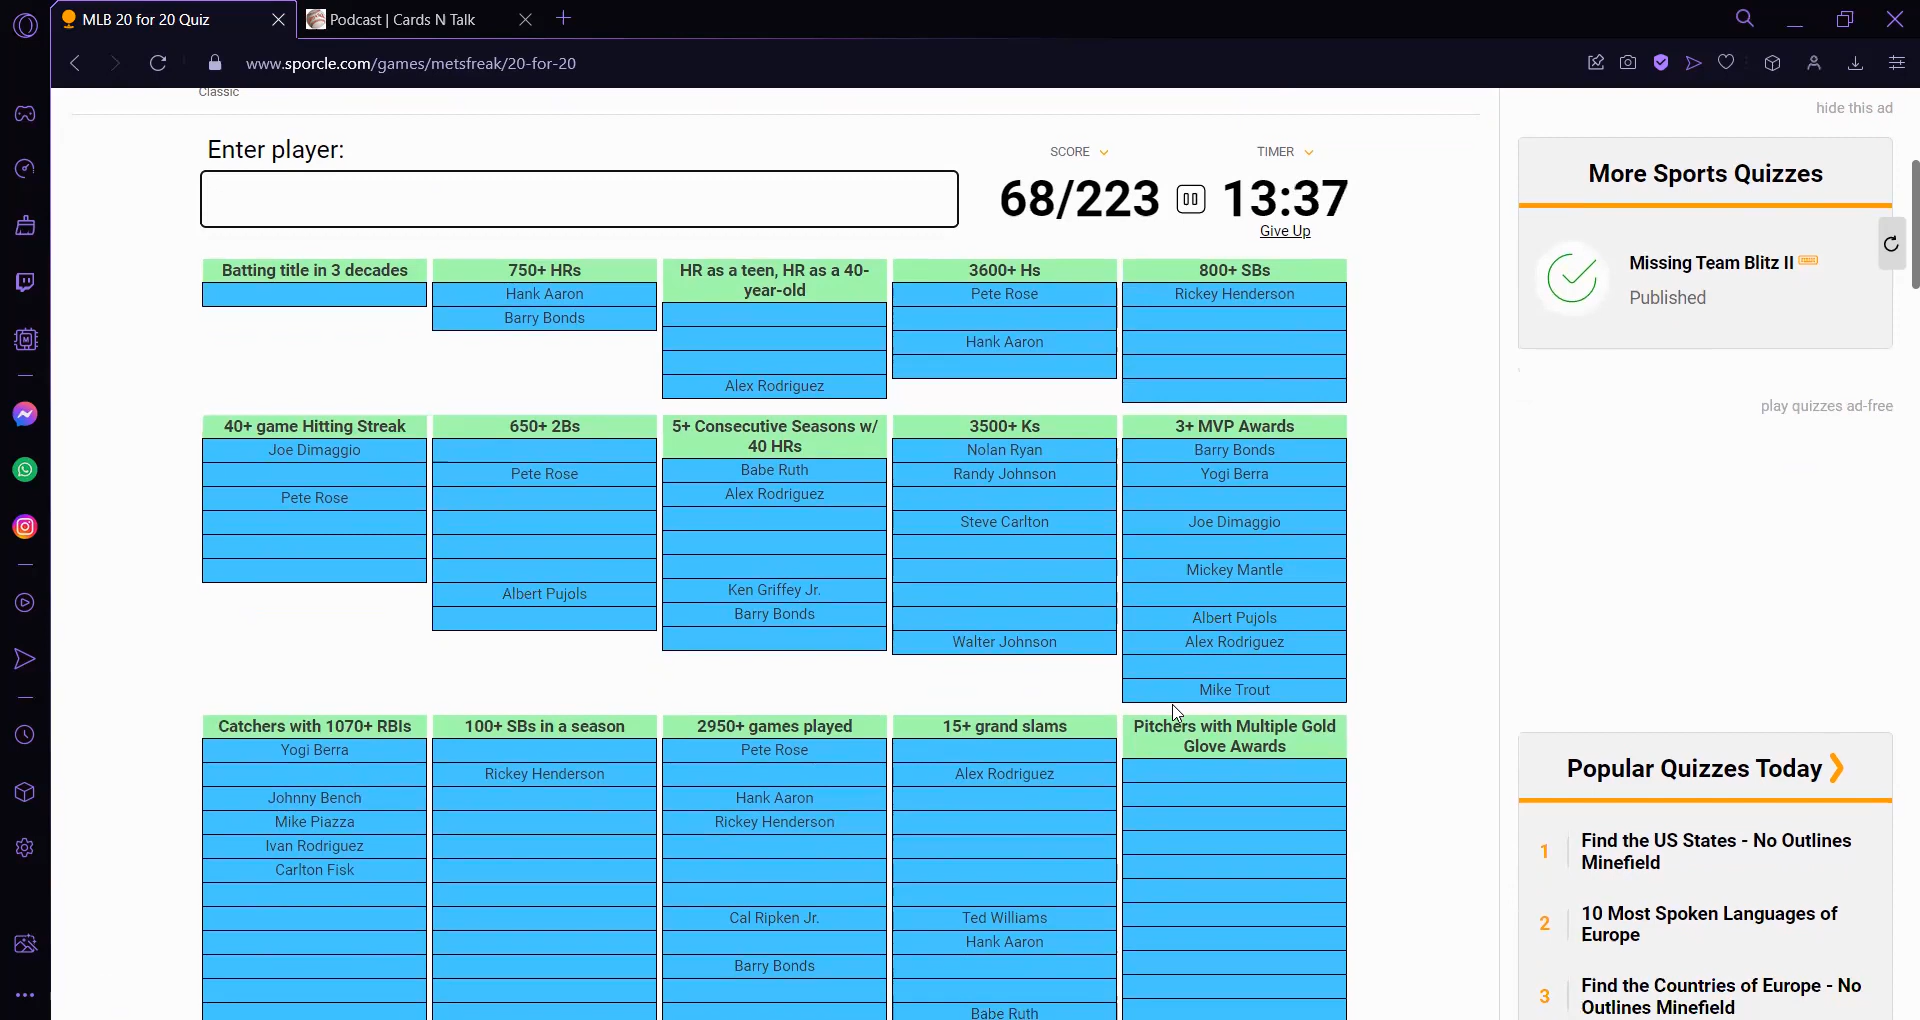 MLB 20 for 20 Quiz
Podcast | Cards N Talk
www.sporcle.com/games/metsfreak/20-for-20
Classic
hide this ad
Enter player:
SCORE
TIMER
68/223
13:37
Give Up
More Sports Quizzes
Missing Team Blitz II
Published
play quizzes ad-free
Batting title in 3 decades
750+ HRs
Hank Aaron
Barry Bonds
HR as a teen, HR as a 40-
year-old
Alex Rodriguez
3600+ Hs
Pete Rose
Hank Aaron
800+ SBs
Rickey Henderson
40+ game Hitting Streak
Joe Dimaggio
Pete Rose
650+ 2Bs
Pete Rose
Albert Pujols
5+ Consecutive Seasons w/
40 HRs
Babe Ruth
Alex Rodriguez
Ken Griffey Jr.
Barry Bonds
3500+ Ks
Nolan Ryan
Randy Johnson
Steve Carlton
Walter Johnson
3+ MVP Awards
Barry Bonds
Yogi Berra
Joe Dimaggio
Mickey Mantle
Albert Pujols
Alex Rodriguez
Mike Trout
Catchers with 1070+ RBIs
Yogi Berra
Johnny Bench
Mike Piazza
Ivan Rodriguez
Carlton Fisk
100+ SBs in a season
Rickey Henderson
2950+ games played
Pete Rose
Hank Aaron
Rickey Henderson
Cal Ripken Jr.
Barry Bonds
15+ grand slams
Alex Rodriguez
Ted Williams
Hank Aaron
Babe Ruth
Pitchers with Multiple Gold
Glove Awards
Popular Quizzes Today
1
Find the US States - No Outlines
Minefield
2
10 Most Spoken Languages of
Europe
3
Find the Countries of Europe - No
Outlines Minefield